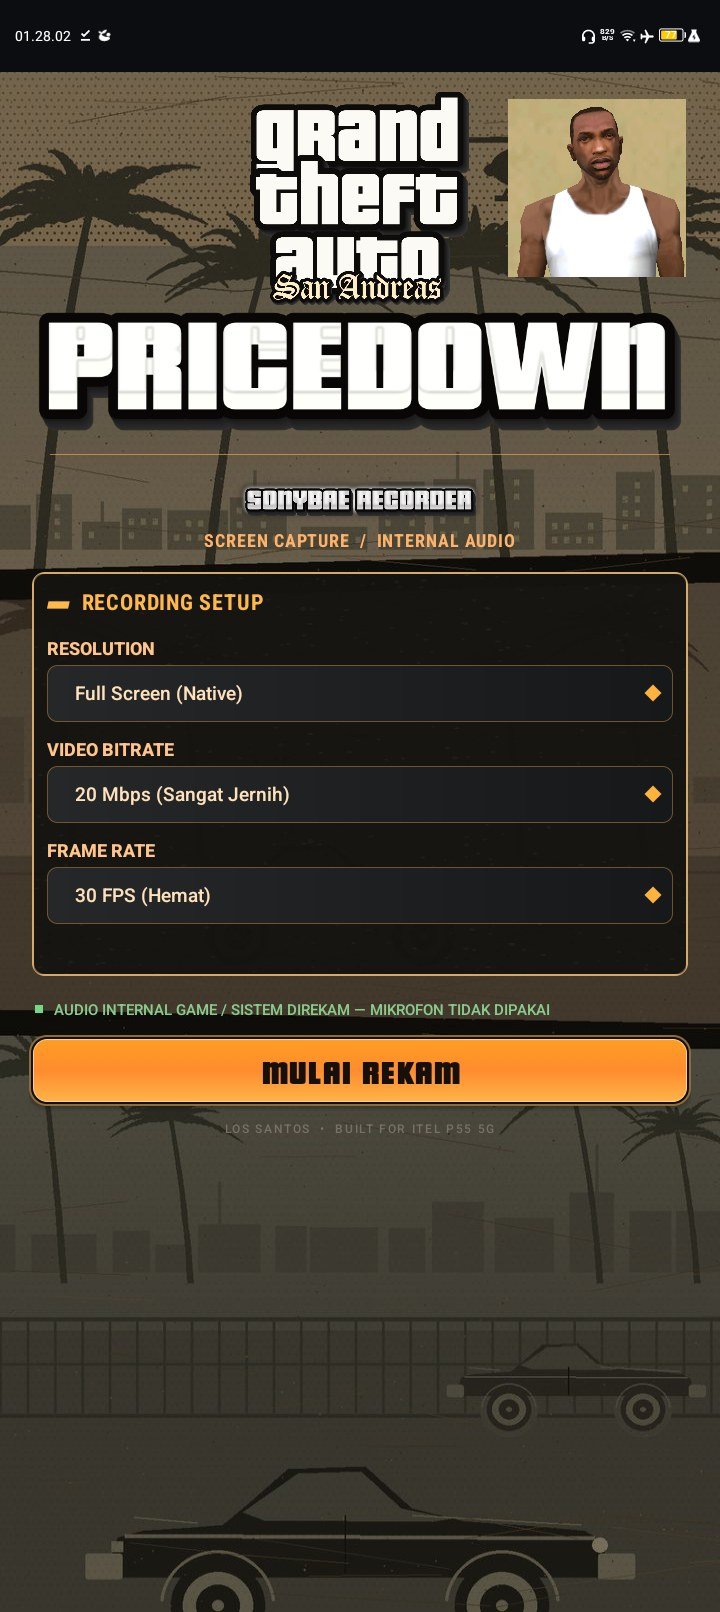 01.28.02
829 B/S
77
grand
theft
auto
San Andreas
PRICEDOWN
SONYBAE RECORDER
SCREEN CAPTURE / INTERNAL AUDIO
RECORDING SETUP
RESOLUTION
Full Screen (Native)
VIDEO BITRATE
20 Mbps (Sangat Jernih)
FRAME RATE
30 FPS (Hemat)
AUDIO INTERNAL GAME / SISTEM DIREKAM — MIKROFON TIDAK DIPAKAI
MULAI REKAM
LOS SANTOS • BUILT FOR ITEL P55 5G